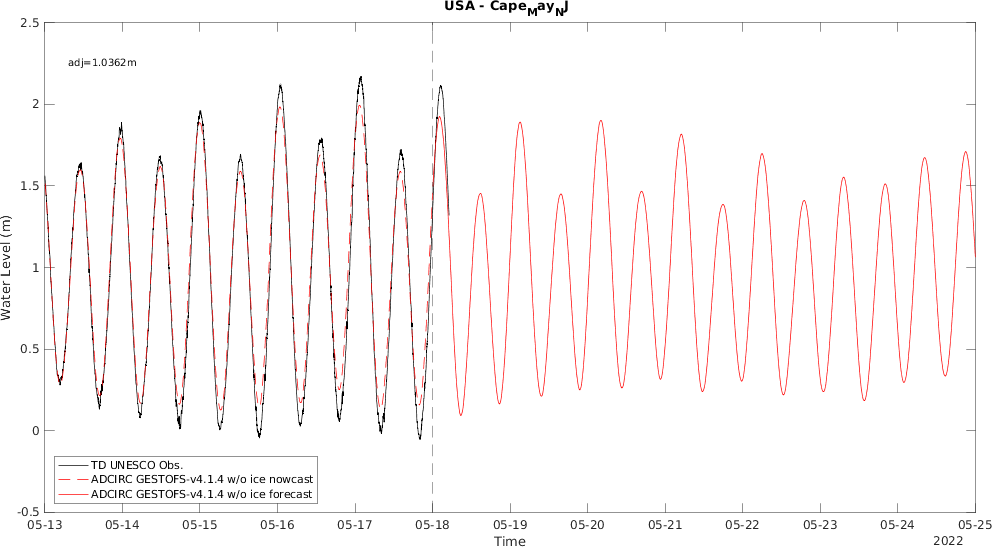 USA - Cape_May_NJ
adj=1.0362m
2.5
2
1.5
1
0.5
0
-0.5
Water Level (m)
TD UNESCO Obs.
ADCIRC GESTOFS-v4.1.4 w/o ice nowcast
ADCIRC GESTOFS-v4.1.4 w/o ice forecast
05-13 05-14 05-15 05-16 05-17 05-18 05-19 05-20 05-21 05-22 05-23 05-24 05-25
Time
2022